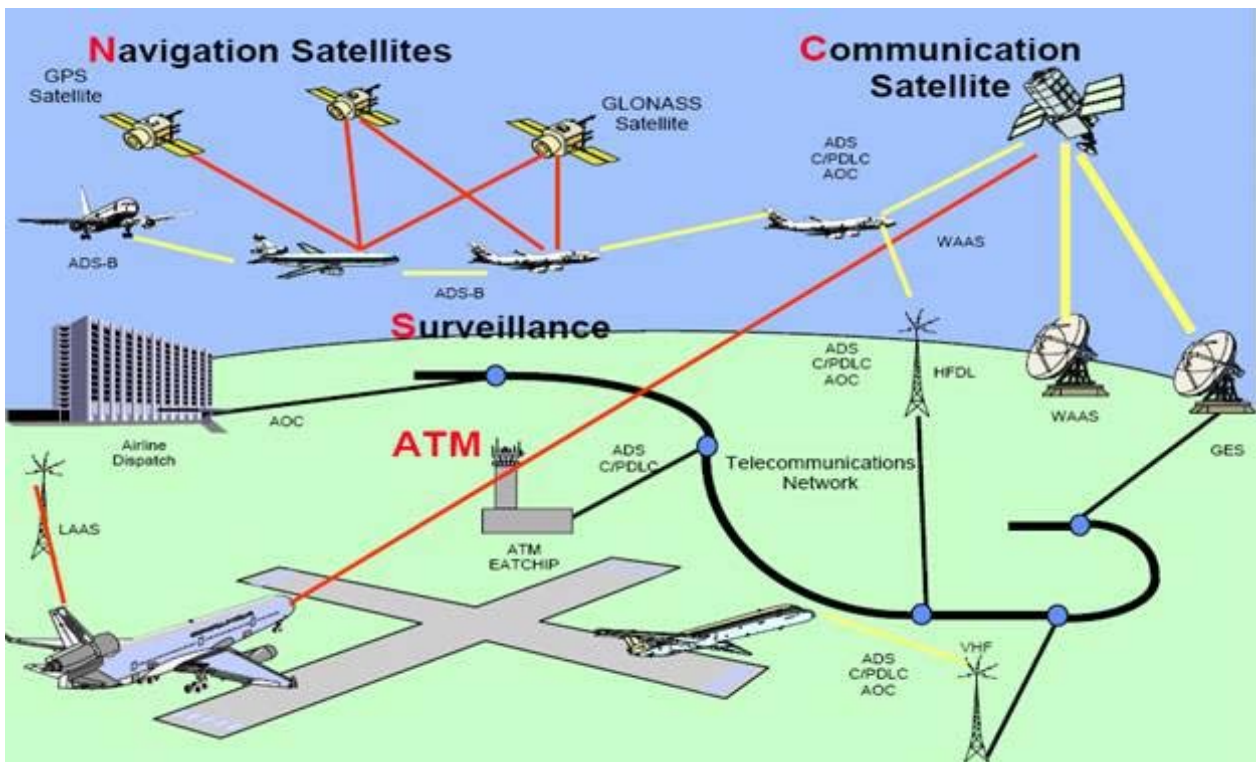 Navigation Satellites
Communication
Satellite
GPS
Satellite
GLONASS
Satellite
ADS
C/PDLC
AOC
ADS-B
ADS-B
WAAS
Surveillance
ADS
C/PDLC
AOC
HFDL
WAAS
GES
AOC
Airline
Dispatch
ATM
ADS
C/PDLC
Telecommunications
Network
LAAS
ATM
EATCHIP
VHF
ADS
C/PDLC
AOC